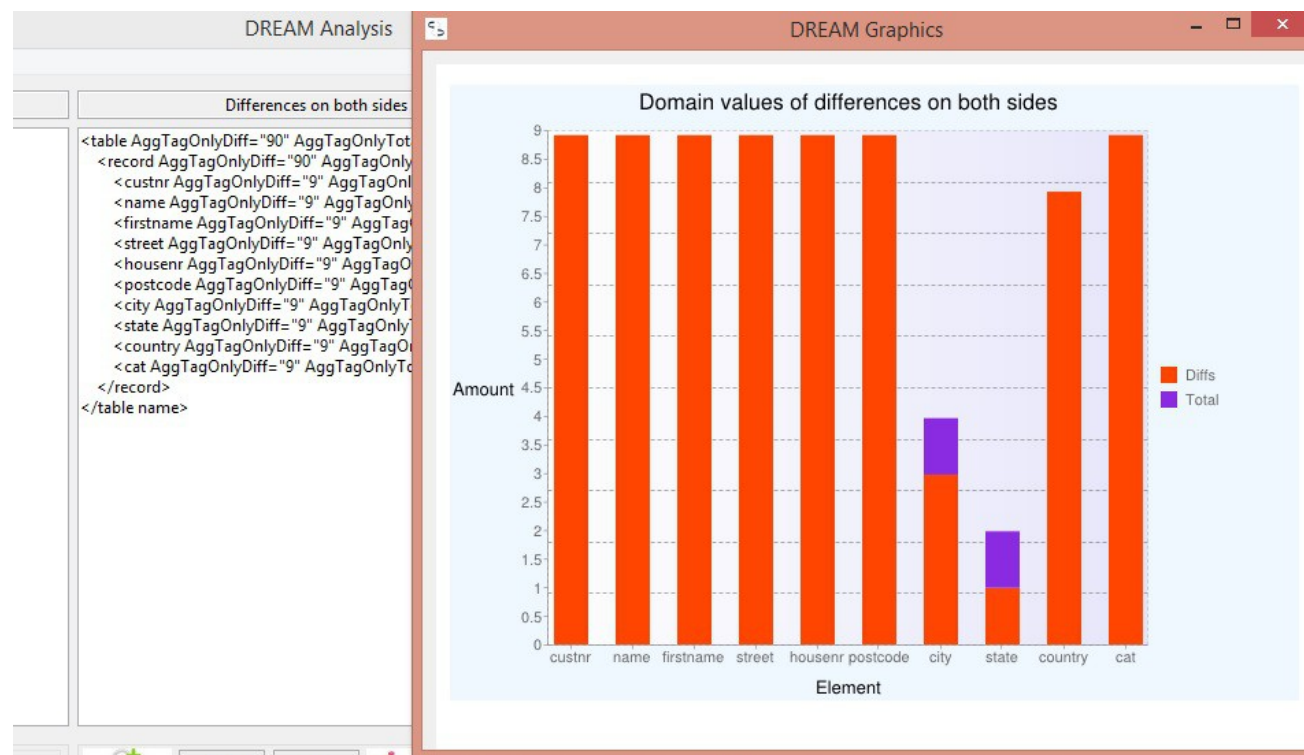 DREAM Analysis
Differences on both sides
<table AggTagOnlyDiff="90" AggTagOnlyTot
<record AggTagOnlyDiff="90" AggTagOnly
<custnr AggTagOnlyDiff="9" AggTagOnl
<name AggTagOnlyDiff="9" AggTagOnly
<firstname AggTagOnlyDiff="9" AggTag
<street AggTagOnlyDiff="9" AggTagOnly
<housenr AggTagOnlyDiff="9" AggTagO
<postcode AggTagOnlyDiff="9" AggTag
<city AggTagOnlyDiff="9" AggTagOnlyT
<state AggTagOnlyDiff="9" AggTagOnly
<country AggTagOnlyDiff="9" AggTagO
<cat AggTagOnlyDiff="9" AggTagOnlyTo
</record>
</table name>
DREAM Graphics
Domain values of differences on both sides
9
8.5
8
7.5
7
6.5
6
5.5
5
Amount 4.5
4
3.5
3
2.5
2
1.5
1
0.5
0
custnr name firstname street housenr postcode city state country cat
Element
Diffs
Total